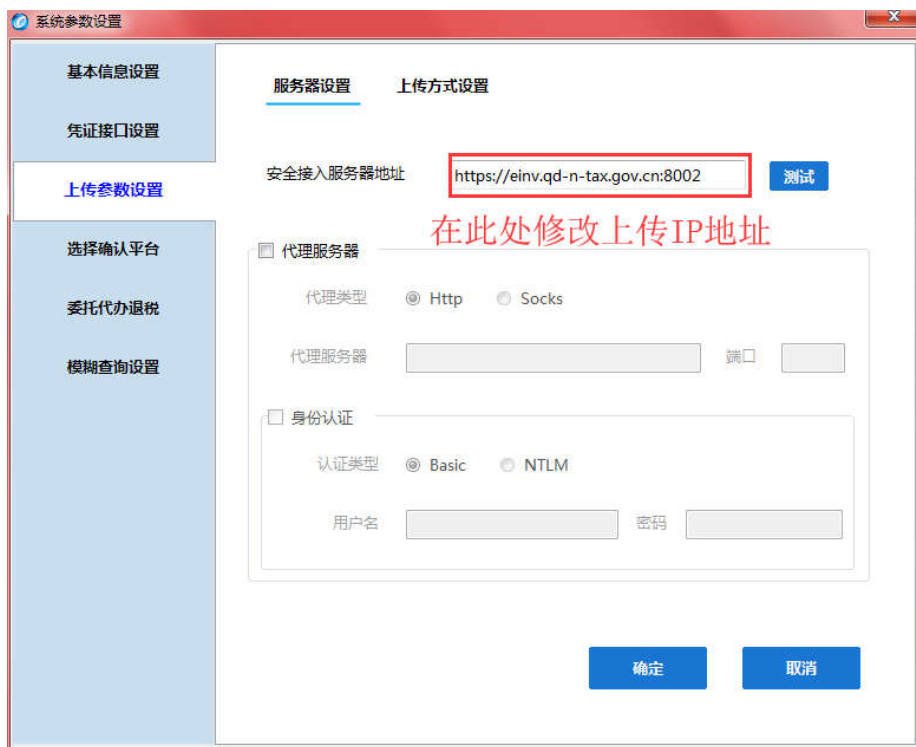 系统参数设置
基本信息设置
凭证接口设置
上传参数设置
选择确认平台
委托代办退税
模糊查询设置
服务器设置 上传方式设置
安全接入服务器地址 https://einv.qd-n-tax.gov.cn:8002 测试
在此处修改上传IP地址
代理服务器
代理类型 Http Socks
代理服务器 端口
身份认证
认证类型 Basic NTLM
用户名 密码
确定 取消